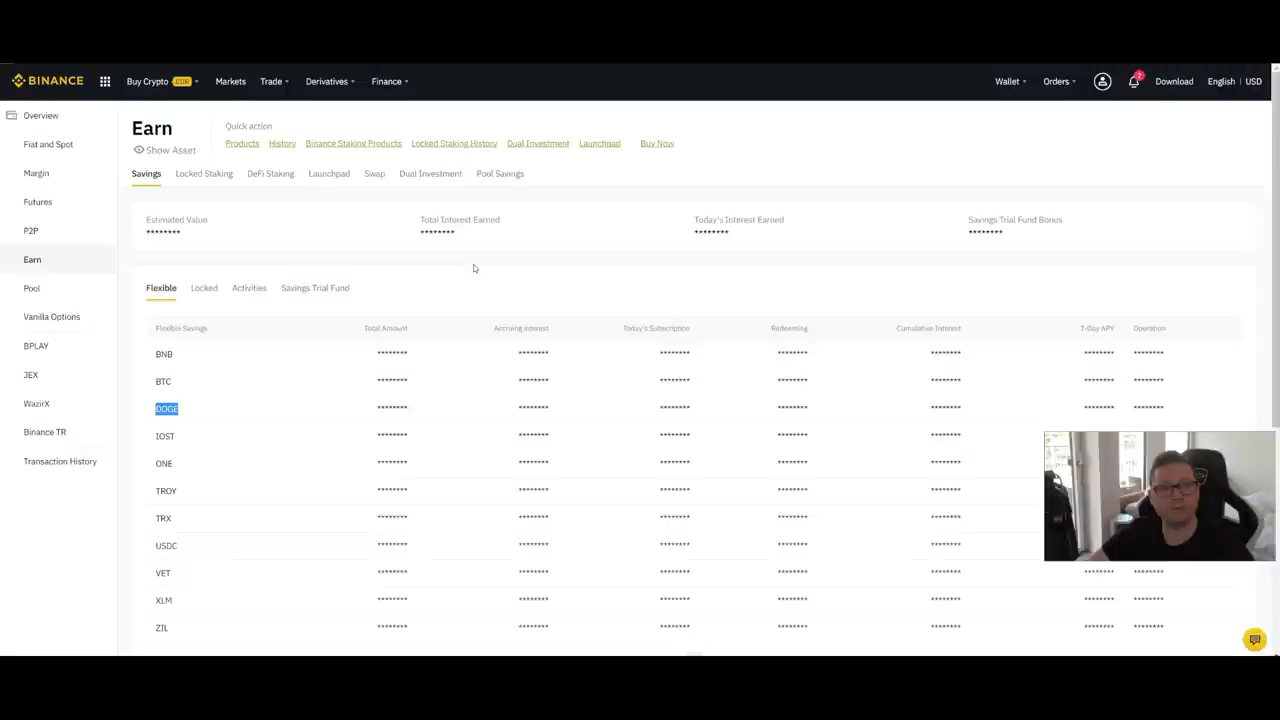 BINANCE Buy Crypto EUR Markets Trade Derivatives Finance Wallet Orders 2 Download English | USD
Overview
Fiat and Spot
Margin
Futures
P2P
Earn
Pool
Vanilla Options
BPLAY
JEX
WazirX
Binance TR
Transaction History
Earn
Show Asset
Quick action
Products History Binance Staking Products Locked Staking History Dual Investment Launchpad Buy Now
Savings Locked Staking DeFi Staking Launchpad Swap Dual Investment Pool Savings
Estimated Value Total Interest Earned Today's Interest Earned Savings Trial Fund Bonus
******** ******** ******** ********
Flexible Locked Activities Savings Trial Fund
Flexible Savings Total Amount Accruing interest Today's Subscription Redeeming Cumulative Interest 7-Day APY Operation
BNB ******** ******** ******** ******** ******** ******** ********
BTC ******** ******** ******** ******** ******** ******** ********
DOGE ******** ******** ******** ******** ******** ******** ********
IOST ******** ******** ******** ******** ********
ONE ******** ******** ******** ******** ********
TROY ******** ******** ******** ******** ********
TRX ******** ******** ******** ******** ********
USDC ******** ******** ******** ******** ********
VET ******** ******** ******** ******** ******** ******** ********
XLM ******** ******** ******** ******** ******** ******** ********
ZIL ******** ******** ******** ******** ******** ******** ********